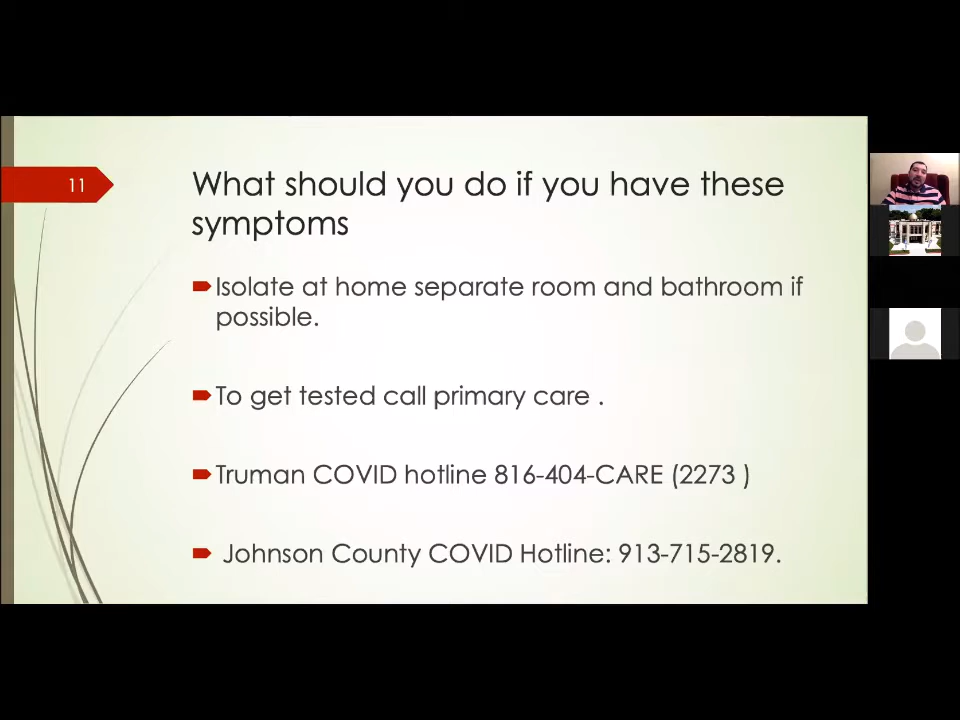 11
What should you do if you have these
symptoms
Isolate at home separate room and bathroom if
possible.
To get tested call primary care .
Truman COVID hotline 816-404-CARE (2273 )
Johnson County COVID Hotline: 913-715-2819.